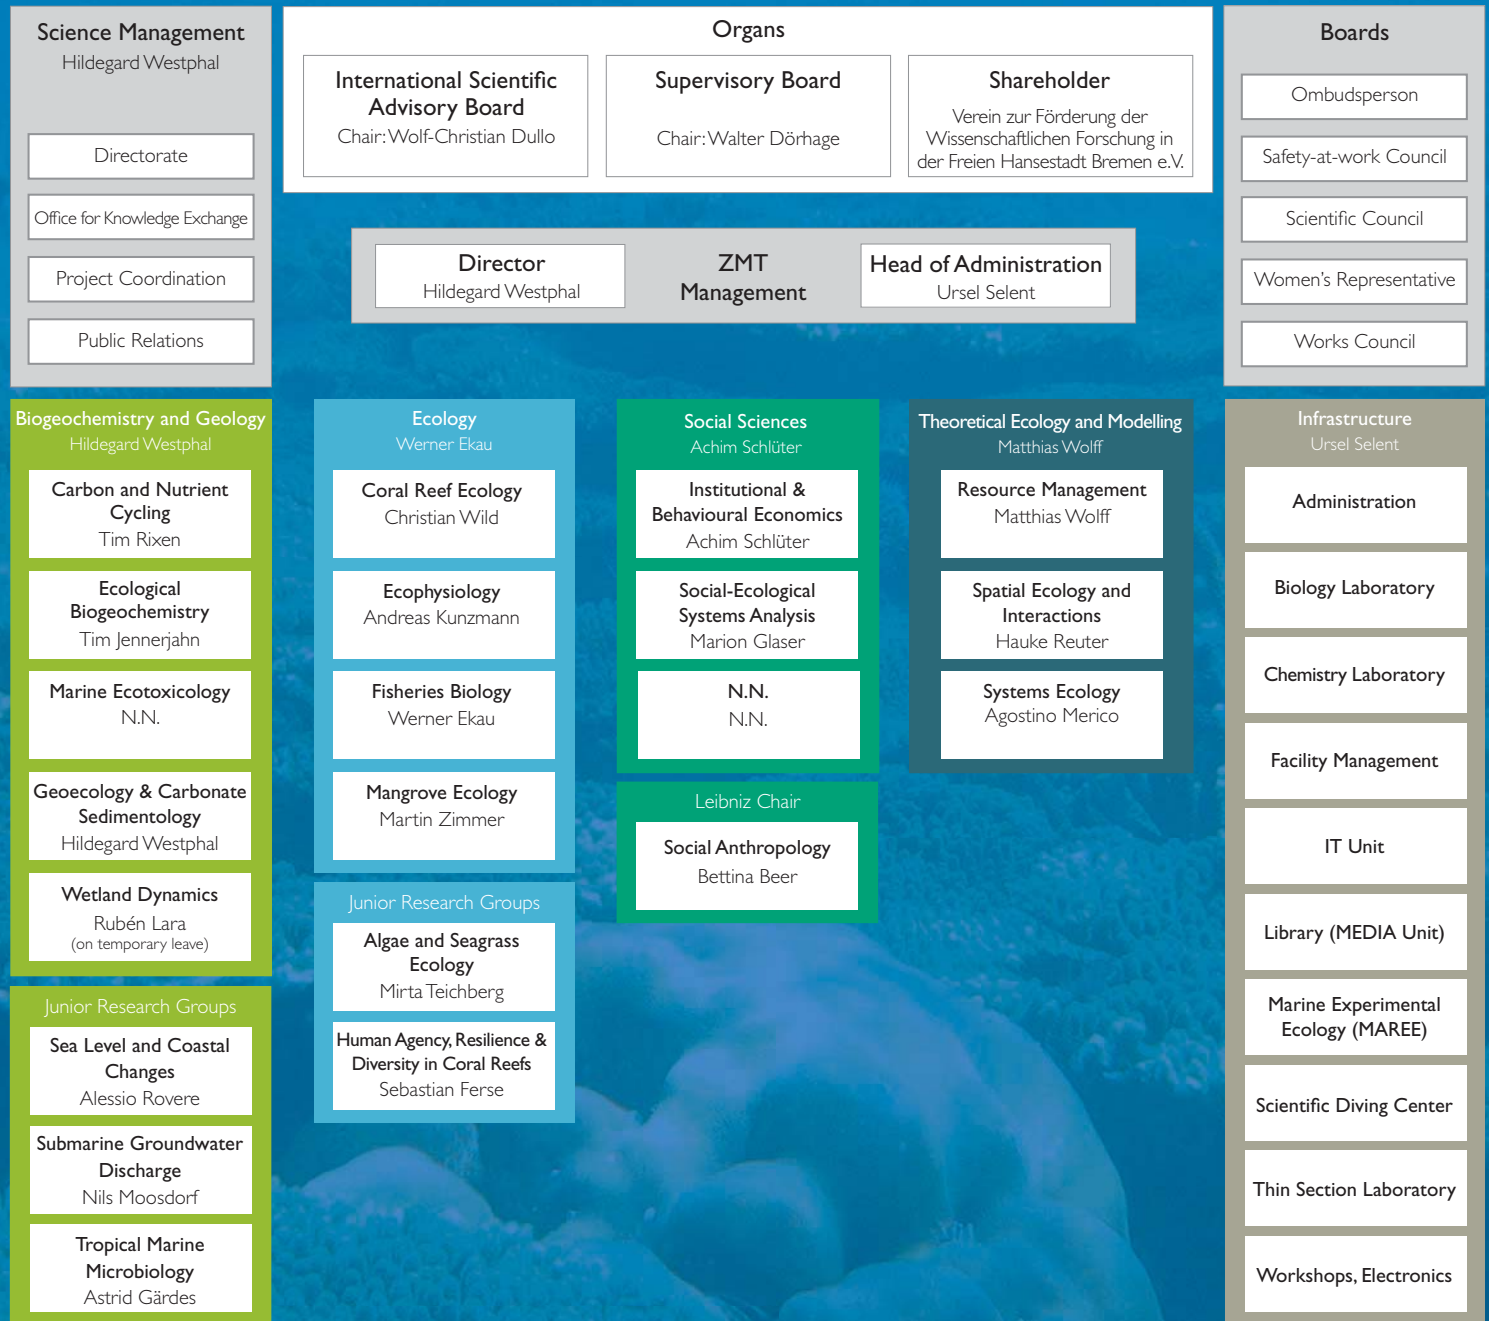 Science Management
Hildegard Westphal
Directorate
Office for Knowledge Exchange
Project Coordination
Public Relations
Organs
International Scientific
Advisory Board
Chair: Wolf-Christian Dullo
Supervisory Board
Chair: Walter Dörhage
Shareholder
Verein zur Förderung der
Wissenschaftlichen Forschung in
der Freien Hansestadt Bremen e.V.
Boards
Ombudsperson
Safety-at-work Council
Scientific Council
Women's Representative
Works Council
Director
Hildegard Westphal
ZMT
Management
Head of Administration
Ursel Selent
Biogeochemistry and Geology
Hildegard Westphal
Carbon and Nutrient
Cycling
Tim Rixen
Ecological
Biogeochemistry
Tim Jennerjahn
Marine Ecotoxicology
N.N.
Geoecology & Carbonate
Sedimentology
Hildegard Westphal
Wetland Dynamics
Rubén Lara
(on temporary leave)
Junior Research Groups
Sea Level and Coastal
Changes
Alessio Rovere
Submarine Groundwater
Discharge
Nils Moosdorf
Tropical Marine
Microbiology
Astrid Gärdes
Ecology
Werner Ekau
Coral Reef Ecology
Christian Wild
Ecophysiology
Andreas Kunzmann
Fisheries Biology
Werner Ekau
Mangrove Ecology
Martin Zimmer
Junior Research Groups
Algae and Seagrass
Ecology
Mirta Teichberg
Human Agency, Resilience &
Diversity in Coral Reefs
Sebastian Ferse
Social Sciences
Achim Schlüter
Institutional &
Behavioural Economics
Achim Schlüter
Social-Ecological
Systems Analysis
Marion Glaser
N.N.
N.N.
Leibniz Chair
Social Anthropology
Bettina Beer
Theoretical Ecology and Modelling
Matthias Wolff
Resource Management
Matthias Wolff
Spatial Ecology and
Interactions
Hauke Reuter
Systems Ecology
Agostino Merico
Infrastructure
Ursel Selent
Administration
Biology Laboratory
Chemistry Laboratory
Facility Management
IT Unit
Library (MEDIA Unit)
Marine Experimental
Ecology (MAREE)
Scientific Diving Center
Thin Section Laboratory
Workshops, Electronics